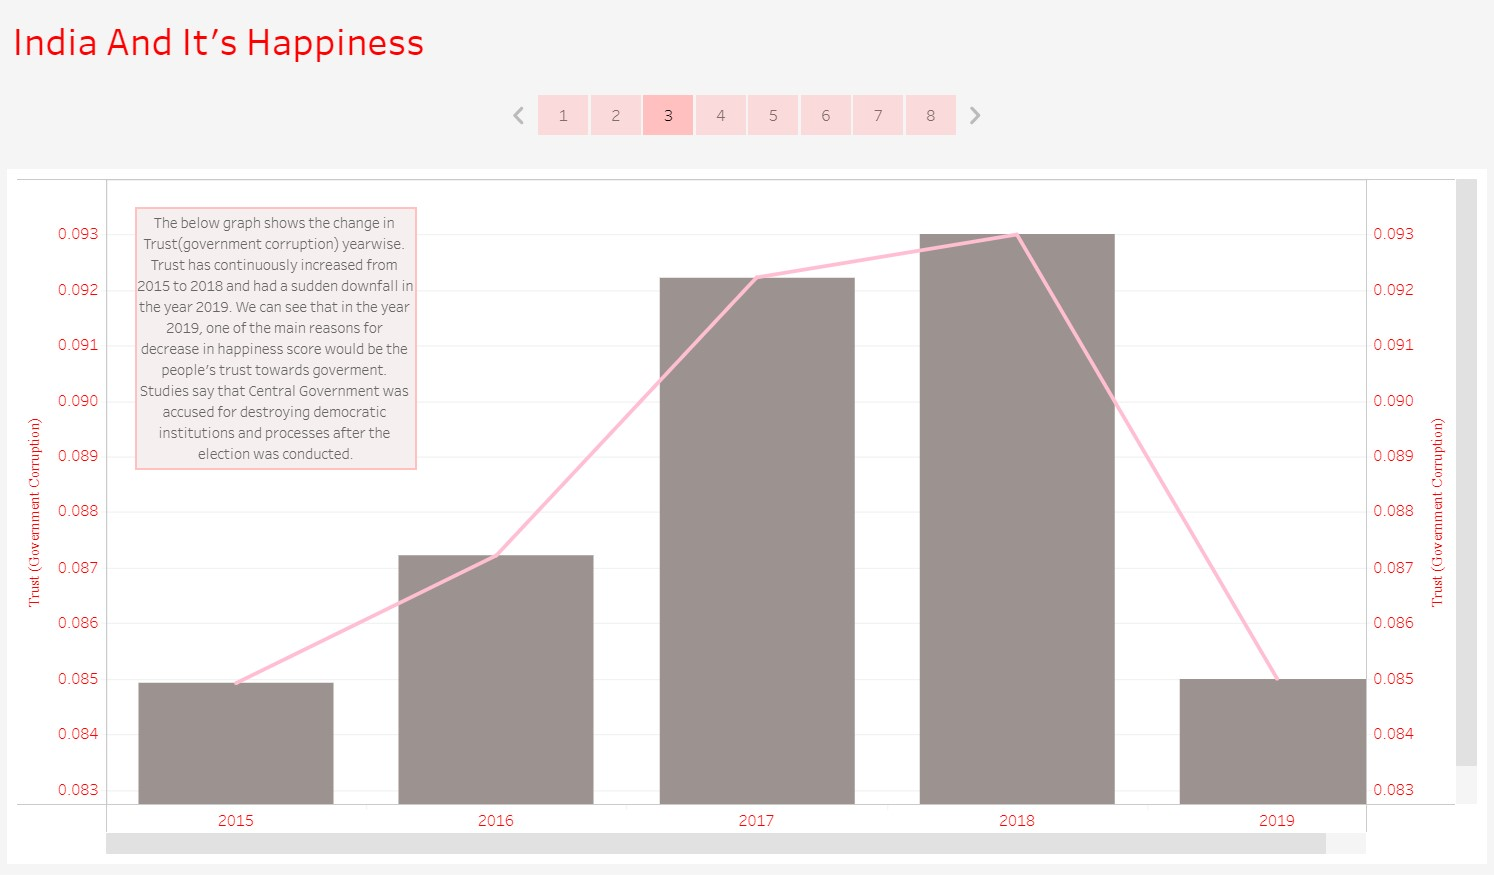 India And It’s Happiness
1 2 3 4 5 6 7 8
The below graph shows the change in
Trust(government corruption) yearwise.
Trust has continuously increased from
2015 to 2018 and had a sudden downfall in
the year 2019. We can see that in the year
2019, one of the main reasons for
decrease in happiness score would be the
people’s trust towards goverment.
Studies say that Central Government was
accused for destroying democratic
institutions and processes after the
election was conducted.
Trust (Government Corruption)
0.093
0.092
0.091
0.090
0.089
0.088
0.087
0.086
0.085
0.084
0.083
2015 2016 2017 2018 2019
0.093
0.092
0.091
0.090
0.089
0.088
0.087
0.086
0.085
0.084
0.083
Trust (Government Corruption)